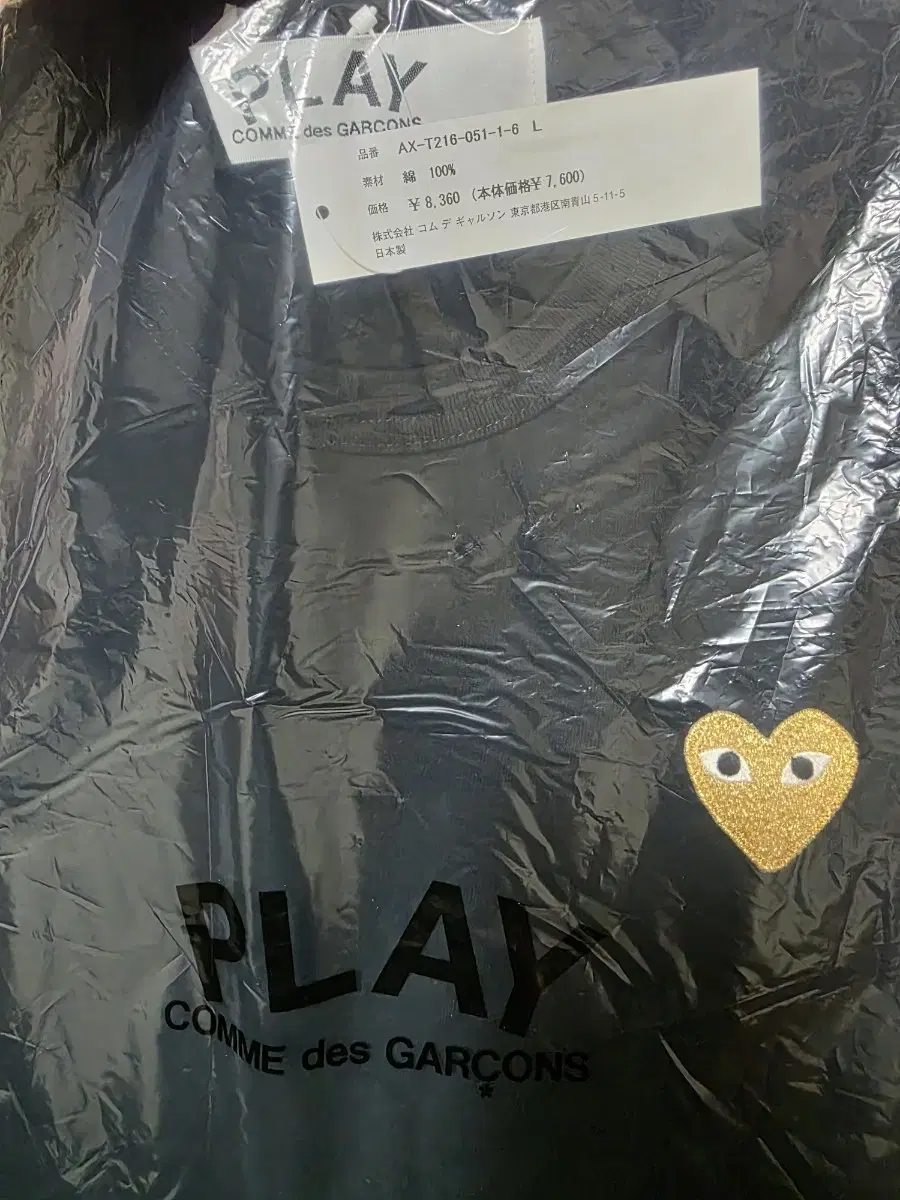 PLAY
COMME des GARCONS
品番 AX-T216-051-1-6 L
素材 綿 100%
価格 ¥ 8,360 (本体価格¥ 7,600)
株式会社 コム デ ギャルソン 東京都港区南青山 5-11-5
日本製
PLAY
COMME des GARÇONS
*